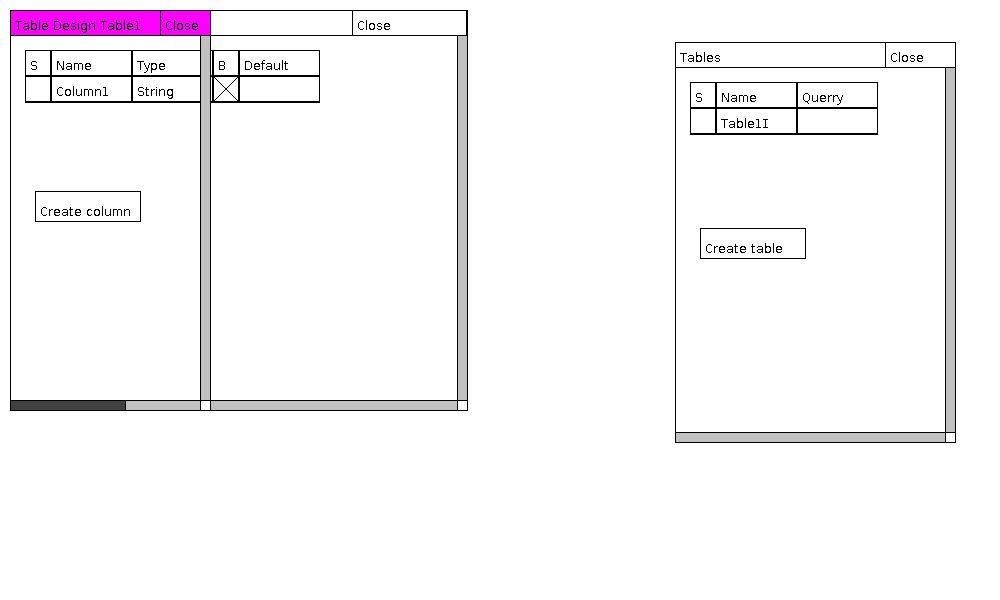 Table Design Table1 Close Close
S Name Type B Default
Column1 String
Create column
Tables Close
S Name Querry
Table1I
Create table